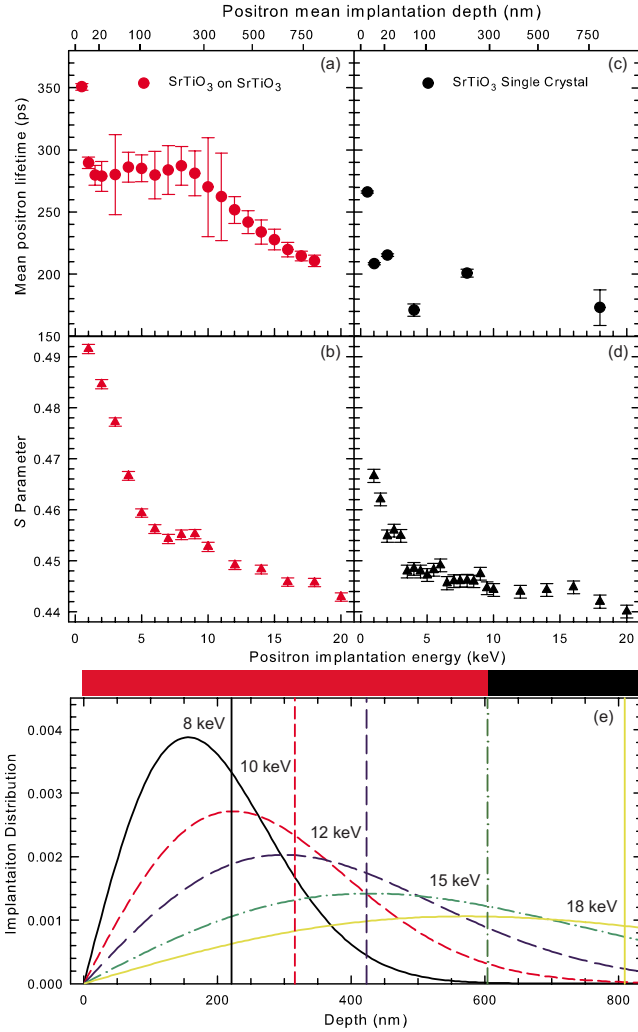 Positron mean implantation depth (nm)
0 20 100 250 500 750
0 20 100 250 500 750
(a)
SrTiO3 on SrTiO3
(c)
SrTiO3 Single Crystal
Mean positron lifetime (ps)
350
300
250
200
150
(b)
(d)
S Parameter
0.49
0.48
0.47
0.46
0.45
0.44
0 5 10 15 20
0 5 10 15 20
Positron implantation energy (keV)
(e)
Implantaiton Distribution
0.004
0.003
0.002
0.001
0.000
8 keV
10 keV
12 keV
15 keV
18 keV
0 200 400 600 800
Depth (nm)